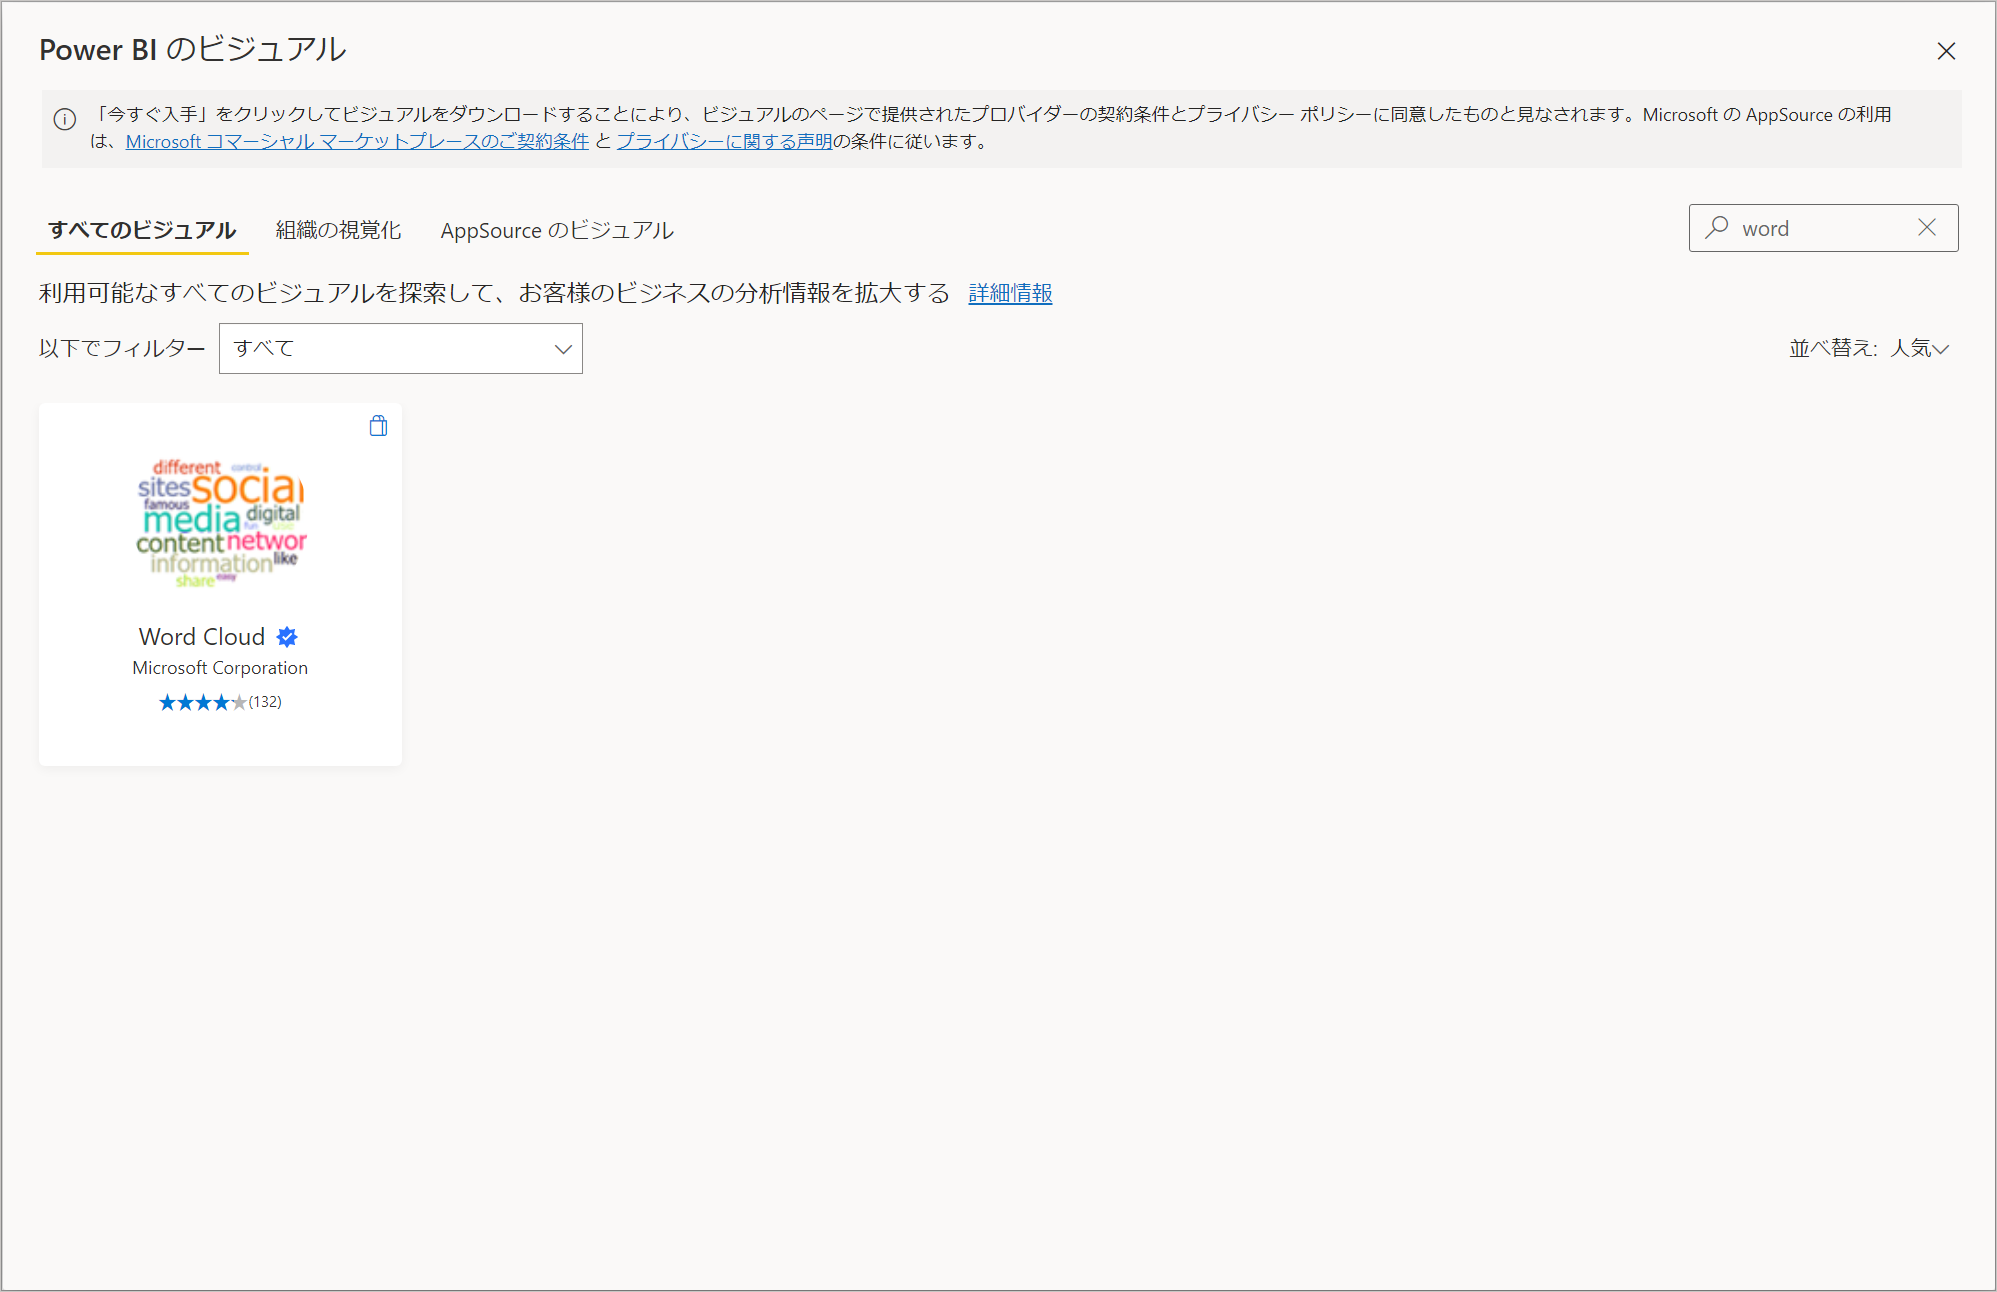 Power BI のビジュアル
「今すぐ入手」をクリックしてビジュアルをダウンロードすることにより、ビジュアルのページで提供されたプロバイダーの契約条件とプライバシー ポリシーに同意したものと見なされます。Microsoft の AppSource の利用
は、Microsoft コマーシャル マーケットプレースのご契約条件 と プライバシーに関する声明の条件に従います。
すべてのビジュアル 組織の視覚化 AppSource のビジュアル word
利用可能なすべてのビジュアルを探索して、お客様のビジネスの分析情報を拡大する 詳細情報
以下でフィルター すべて 並べ替え: 人気
different control
sites social
famous
media digital
fun use
content networ
information like
share easy
Word Cloud
Microsoft Corporation
(132)